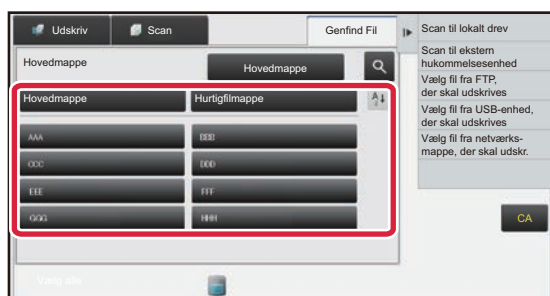 Udskriv
Scan
Genfind Fil
Hovedmappe
Hovedmappe
Hovedmappe
Hurtigfilmappe
AAA
BBB
CCC
DDD
EEE
FFF
GGG
HHH
Vælg alle
Scan til lokalt drev
Scan til ekstern
hukommelsesenhed
Vælg fil fra FTP,
der skal udskrives
Vælg fil fra USB-enhed,
der skal udskrives
Vælg fil fra netværks-
mappe, der skal udskr.
CA